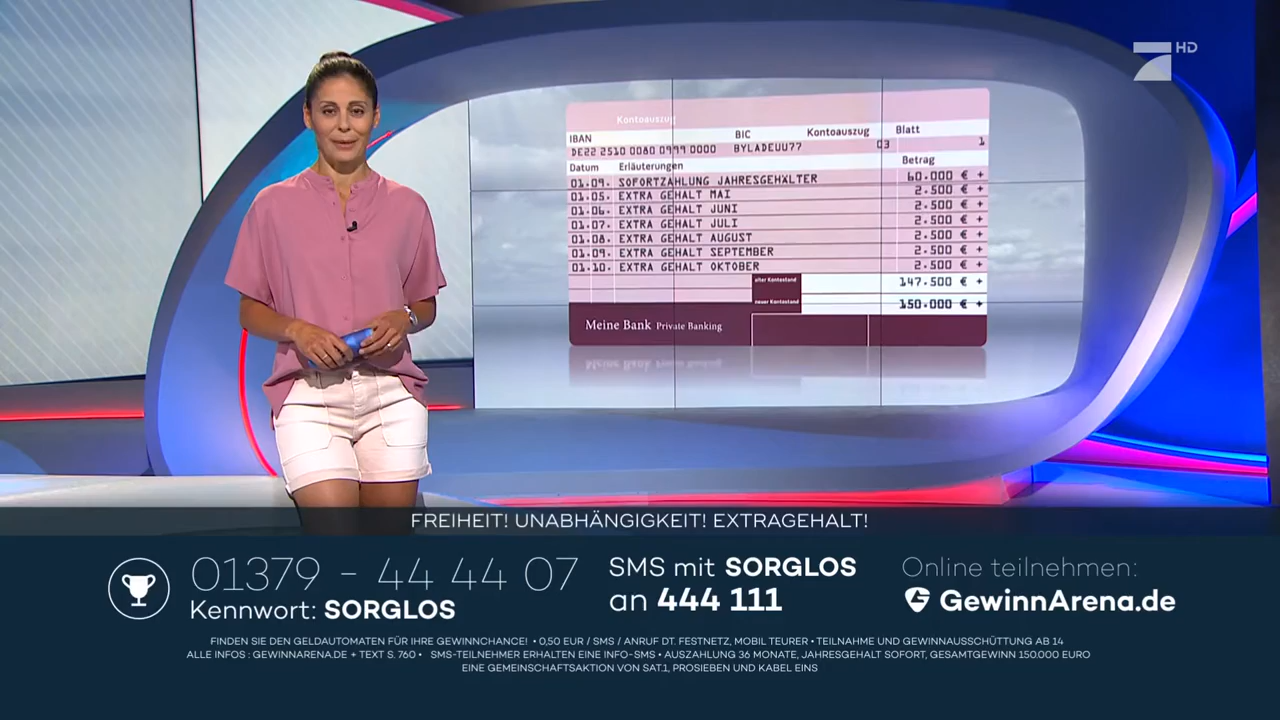 HD
Kontoauszug
IBAN BIC Kontoauszug Blatt
DE22 2510 0080 0999 0000 BYLADEUU77 03 1
Datum Erläuterungen Betrag
01.09. SOFORTZAHLUNG JAHRESGEHÄLTER 60.000 € +
01.05. EXTRA GEHALT MAI 2.500 € +
01.06. EXTRA GEHALT JUNI 2.500 € +
01.07. EXTRA GEHALT JULI 2.500 € +
01.08. EXTRA GEHALT AUGUST 2.500 € +
01.09. EXTRA GEHALT SEPTEMBER 2.500 € +
01.10. EXTRA GEHALT OKTOBER 2.500 € +
alter Kontostand 147.500 € +
neuer Kontostand 150.000 € +
Meine Bank Private Banking
FREIHEIT! UNABHÄNGIGKEIT! EXTRAGEHALT!
01379 - 44 44 07
Kennwort: SORGLOS
SMS mit SORGLOS
an 444 111
Online teilnehmen:
GewinnArena.de
FINDEN SIE DEN GELDAUTOMATEN FÜR IHRE GEWINNCHANCE! • 0,50 EUR / SMS / ANRUF DT. FESTNETZ, MOBIL TEURER • TEILNAHME UND GEWINNAUSSCHÜTTUNG AB 14
ALLE INFOS : GEWINNARENA.DE + TEXT S. 760 • SMS-TEILNEHMER ERHALTEN EINE INFO-SMS • AUSZAHLUNG 36 MONATE, JAHRESGEHALT SOFORT, GESAMTGEWINN 150.000 EURO
EINE GEMEINSCHAFTSAKTION VON SAT.1, PROSIEBEN UND KABEL EINS